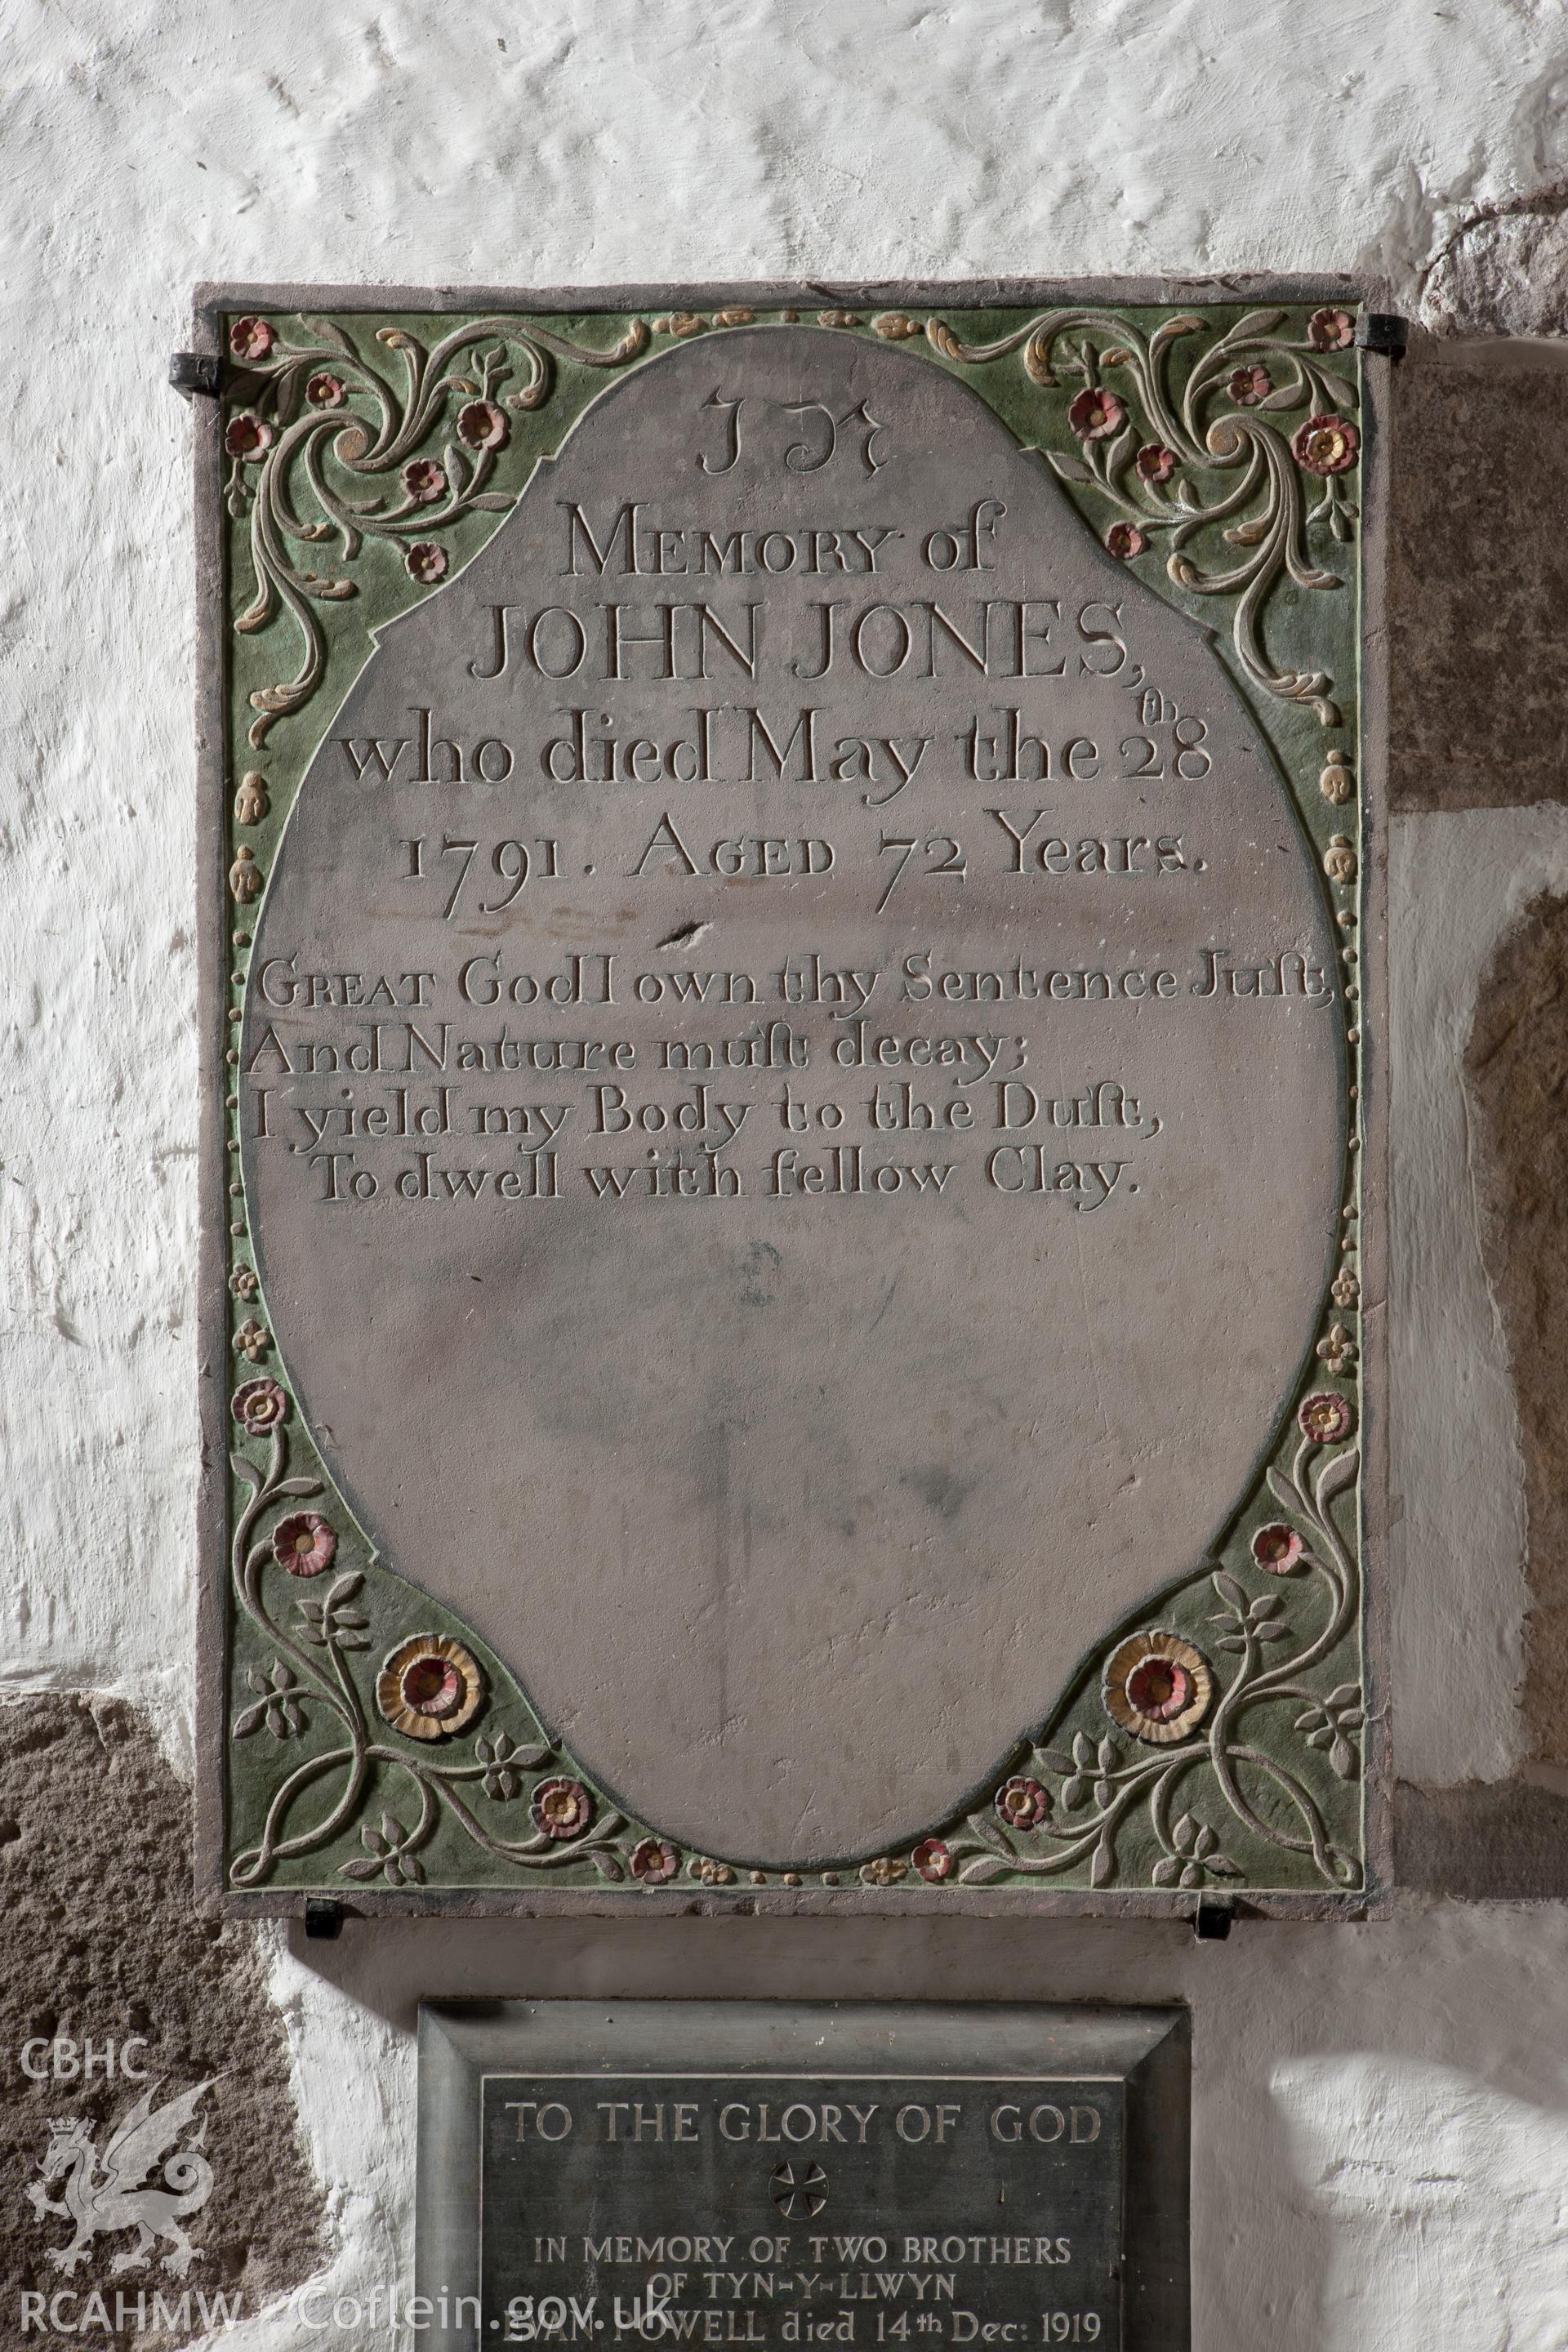 IN
MEMORY of
JOHN JONES,
who died May the 28th
1791. AGED 72 Years.
GREAT God I own thy Sentence Juſt,
And Nature muſt decay;
I yield my Body to the Duſt,
To dwell with fellow Clay.
TO THE GLORY OF GOD
IN MEMORY OF TWO BROTHERS
OF TYN-Y-LLWYN
EVAN POWELL died 14th Dec: 1919
CBHC
RCAHMW Coflein.gov.uk